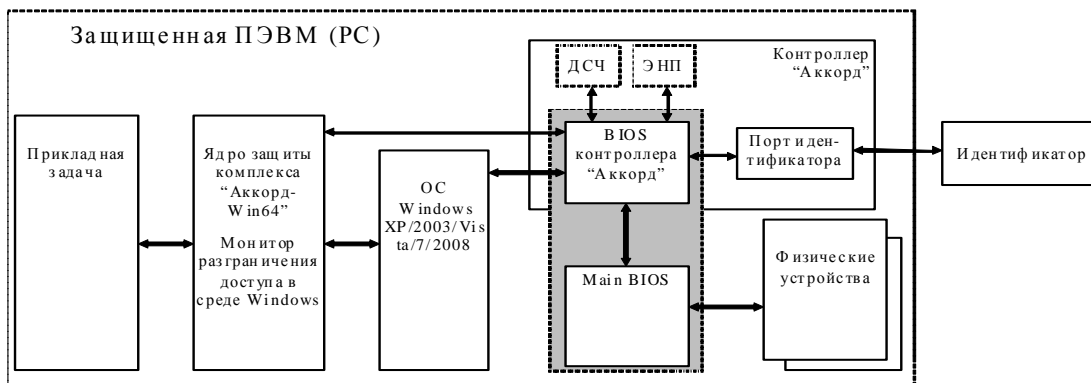 Защищенная ПЭВМ (PC)
Контроллер
“Аккорд”
ДСЧ
ЭНП
Прикладная
задача
Ядро защиты
комплекса
“Аккорд-
Win64”
Монитор
разграничения
доступа в
среде Windows
ОС
Windows
XP/2003/Vis
ta/7/2008
BIOS
контроллера
“Аккорд”
Порт иден-
тификатора
Идентификатор
Main BIOS
Физические
устройства